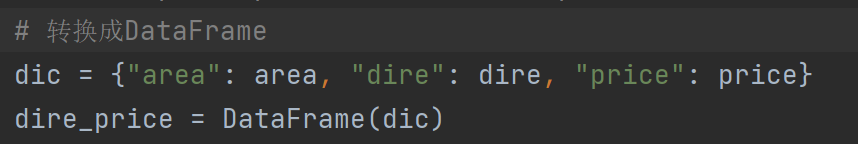 # 转换成DataFrame
dic = {"area": area, "dire": dire, "price": price}
dire_price = DataFrame(dic)